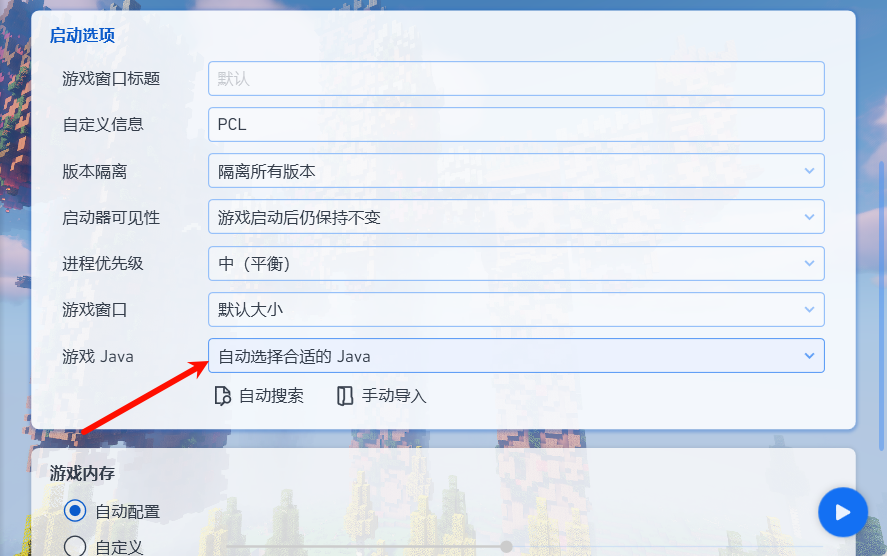 启动选项
游戏窗口标题 默认
自定义信息 PCL
版本隔离 隔离所有版本
启动器可见性 游戏启动后仍保持不变
进程优先级 中（平衡）
游戏窗口 默认大小
游戏 Java 自动选择合适的 Java
自动搜索 手动导入
游戏内存
自动配置
自定义